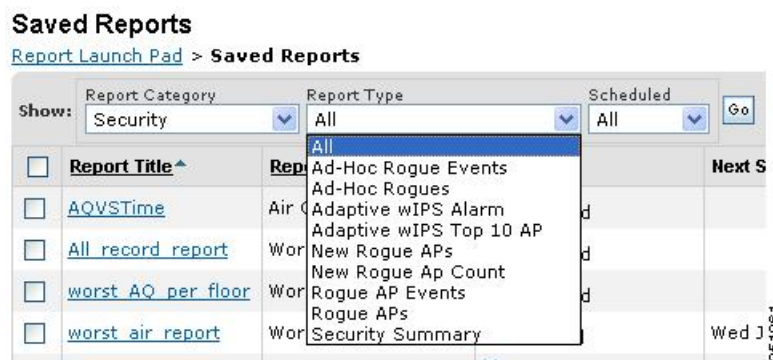 Saved Reports
Report Launch Pad > Saved Reports
Show:
Report Category
Report Type
Scheduled
Security
All
All
Go
Report Title
Next S
All
Ad-Hoc Rogue Events
Ad-Hoc Rogues
Adaptive wIPS Alarm
Adaptive wIPS Top 10 AP
New Rogue APs
New Rogue Ap Count
Rogue AP Events
Rogue APs
Security Summary
AQVSTime
Air
All record report
Wor
worst AQ per floor
Wor
worst air report
Wor
Wed J